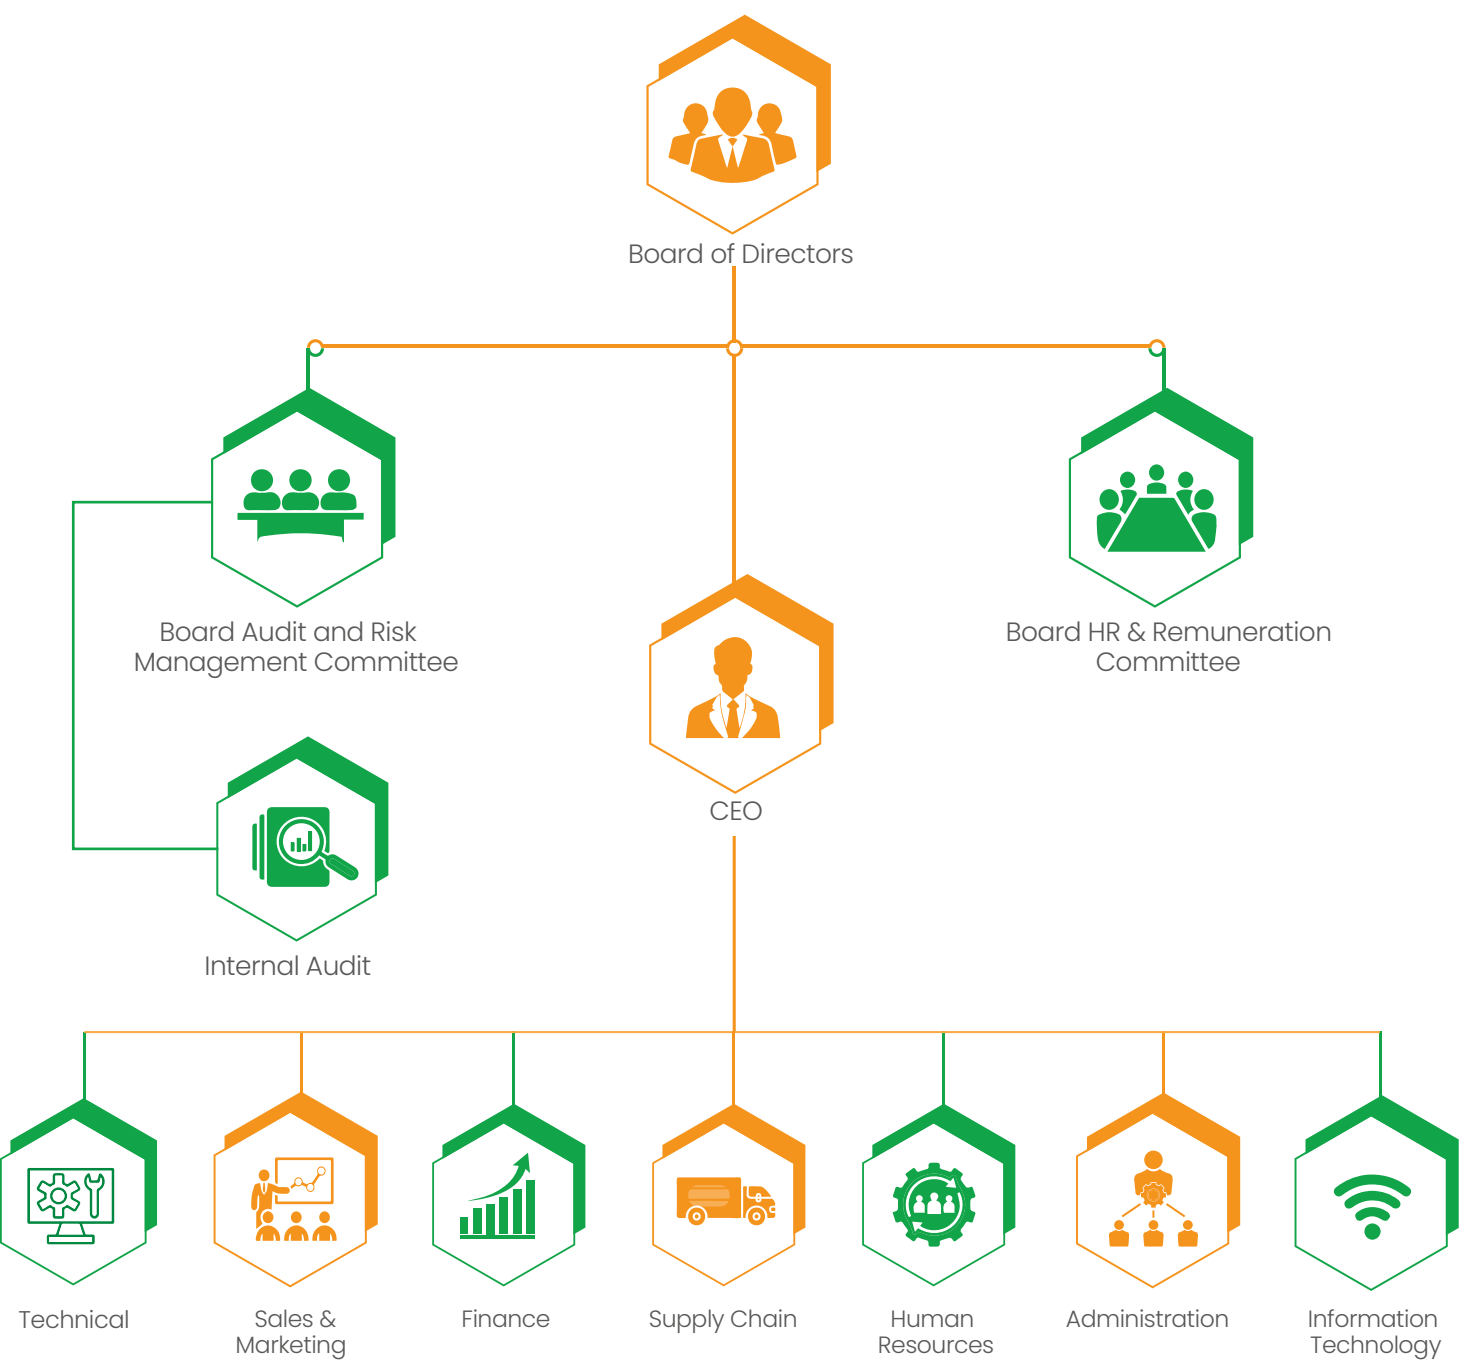 Board of Directors
Board Audit and Risk
Management Committee
Board HR & Remuneration
Committee
CEO
Internal Audit
Technical
Sales &
Marketing
Finance
Supply Chain
Human
Resources
Administration
Information
Technology